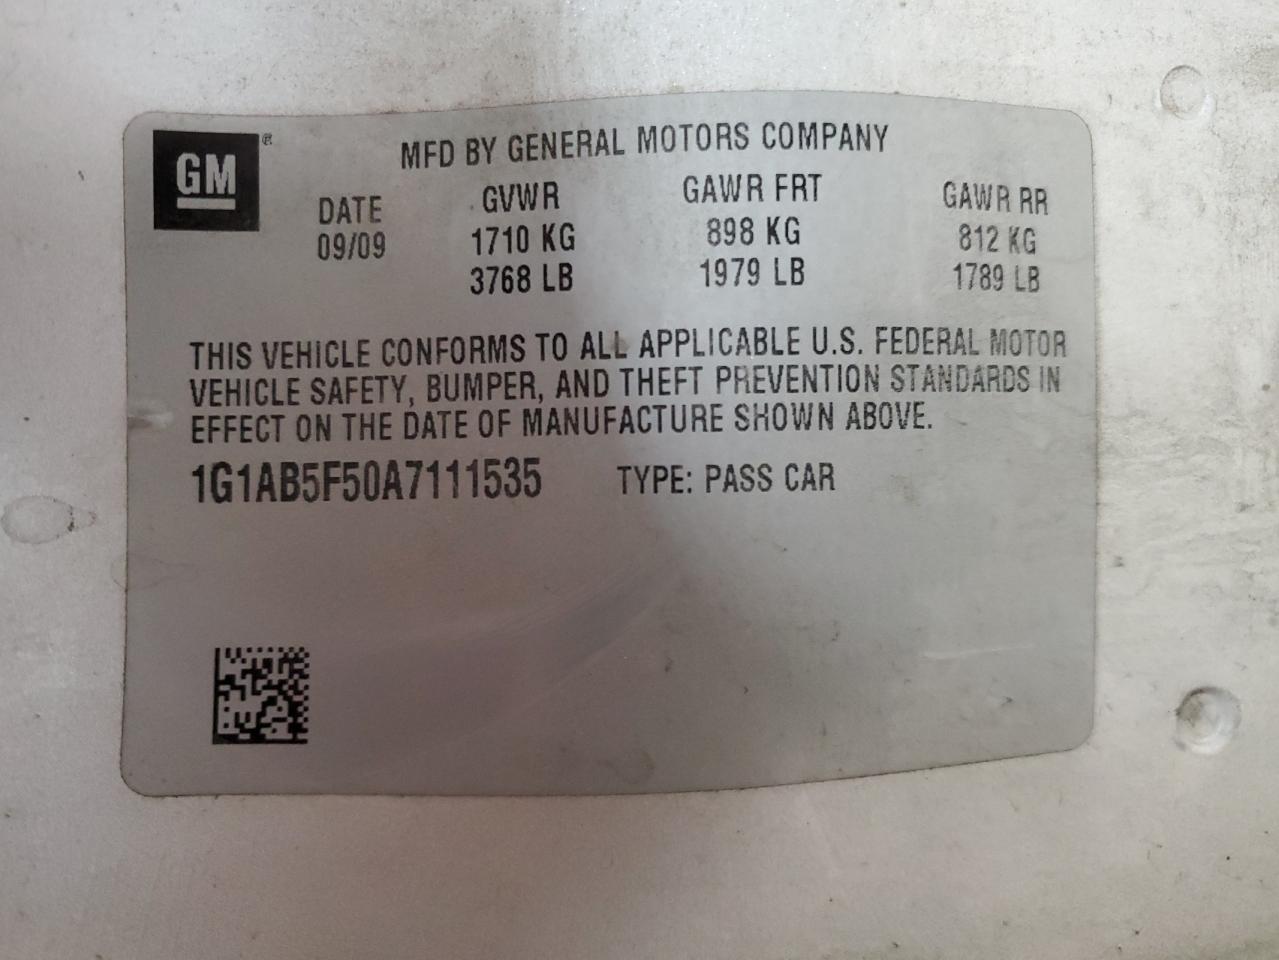 GM®
MFD BY GENERAL MOTORS COMPANY
DATE GVWR GAWR FRT GAWR RR
09/09 1710 KG 898 KG 812 KG
3768 LB 1979 LB 1789 LB
THIS VEHICLE CONFORMS TO ALL APPLICABLE U.S. FEDERAL MOTOR
VEHICLE SAFETY, BUMPER, AND THEFT PREVENTION STANDARDS IN
EFFECT ON THE DATE OF MANUFACTURE SHOWN ABOVE.
1G1AB5F50A7111535 TYPE: PASS CAR